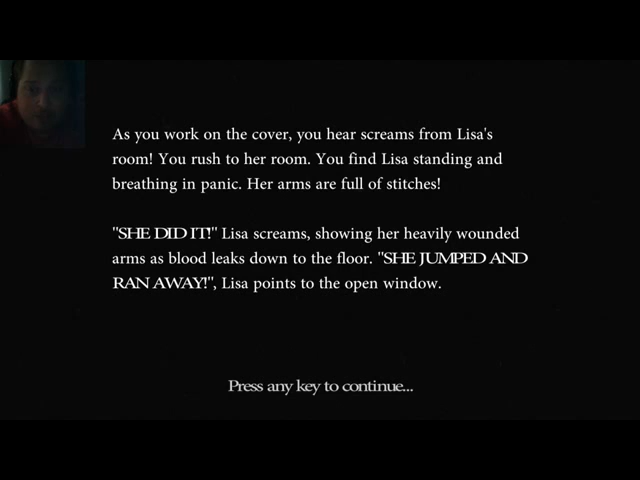 As you work on the cover, you hear screams from Lisa's
room! You rush to her room. You find Lisa standing and
breathing in panic. Her arms are full of stitches!
"SHE DID IT!" Lisa screams, showing her heavily wounded
arms as blood leaks down to the floor. "SHE JUMPED AND
RAN AWAY!", Lisa points to the open window.
Press any key to continue...